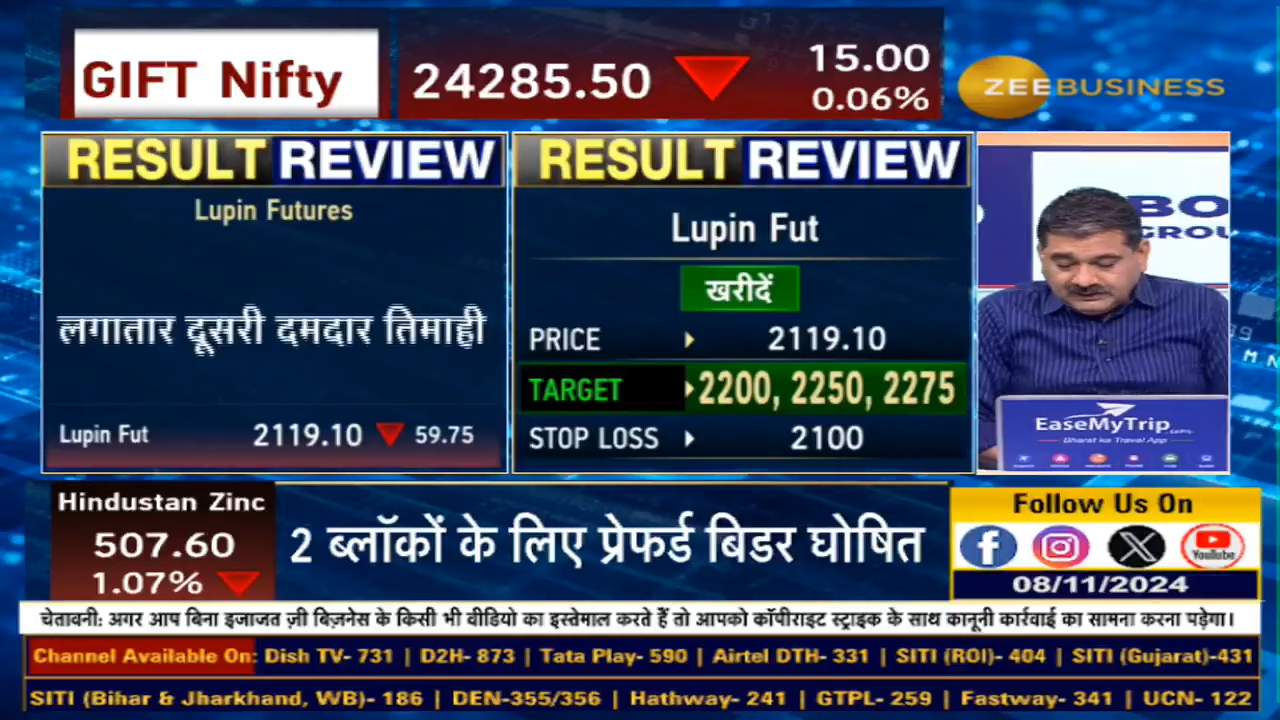 GIFT Nifty
24285.50
15.00
0.06%
ZEEBUSINESS
RESULT REVIEW
Lupin Futures
लगातार दूसरी दमदार तिमाही
Lupin Fut 2119.10 59.75
RESULT REVIEW
Lupin Fut
खरीदें
PRICE 2119.10
TARGET 2200, 2250, 2275
STOP LOSS 2100
BO
GROU
EaseMyTrip.com
Bharat ka Travel App
Hindustan Zinc
507.60
1.07%
2 ब्लॉकों के लिए प्रेफर्ड बिडर घोषित
Follow Us On
YouTube
08/11/2024
चेतावनी: अगर आप बिना इजाजत ज़ी बिज़नेस के किसी भी वीडियो का इस्तेमाल करते हैं तो आपको कॉपीराइट स्ट्राइक के साथ कानूनी कार्रवाई का सामना करना पड़ेगा।
Channel Available On: Dish TV- 731 | D2H- 873 | Tata Play- 590 | Airtel DTH- 331 | SITI (ROI)- 404 | SITI (Gujarat)-431
SITI (Bihar & Jharkhand, WB)- 186 | DEN-355/356 | Hathway- 241 | GTPL- 259 | Fastway- 341 | UCN- 122